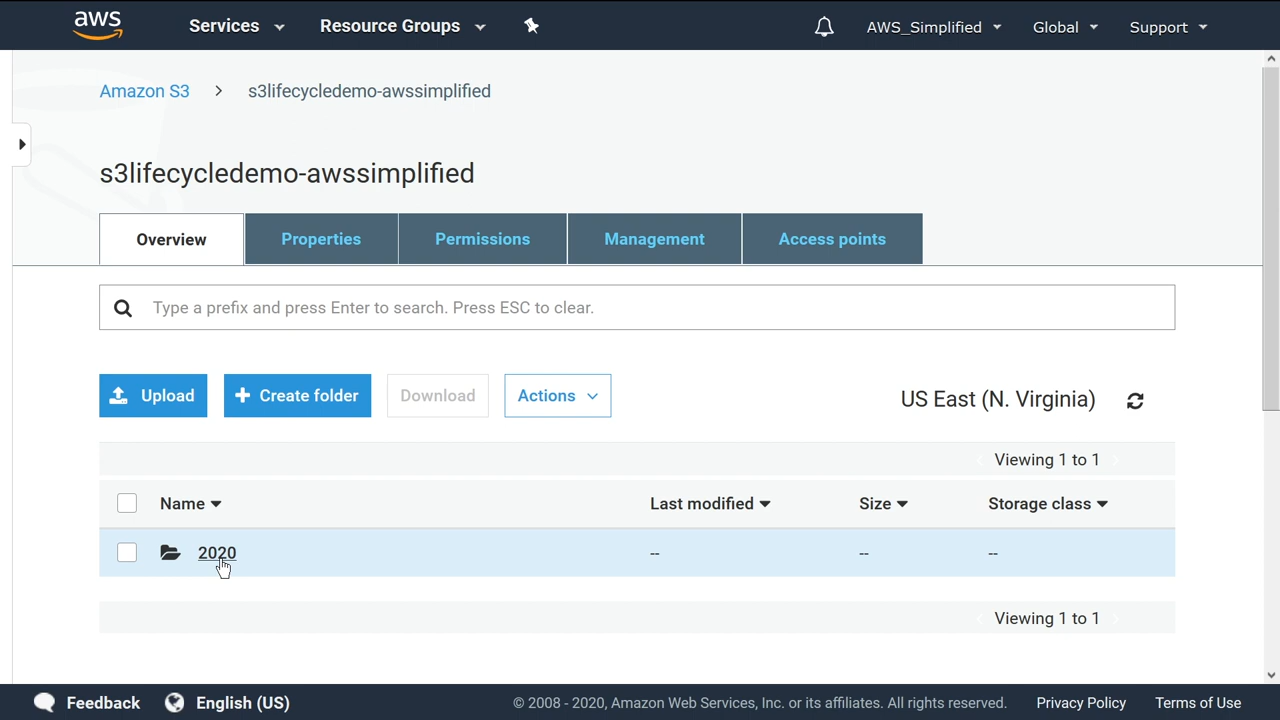 aws Services Resource Groups AWS_Simplified Global Support
Amazon S3 > s3lifecycledemo-awssimplified
s3lifecycledemo-awssimplified
Overview Properties Permissions Management Access points
Type a prefix and press Enter to search. Press ESC to clear.
Upload + Create folder Download Actions US East (N. Virginia)
Viewing 1 to 1
Name Last modified Size Storage class
2020 -- -- --
Viewing 1 to 1
Feedback English (US) © 2008 - 2020, Amazon Web Services, Inc. or its affiliates. All rights reserved. Privacy Policy Terms of Use